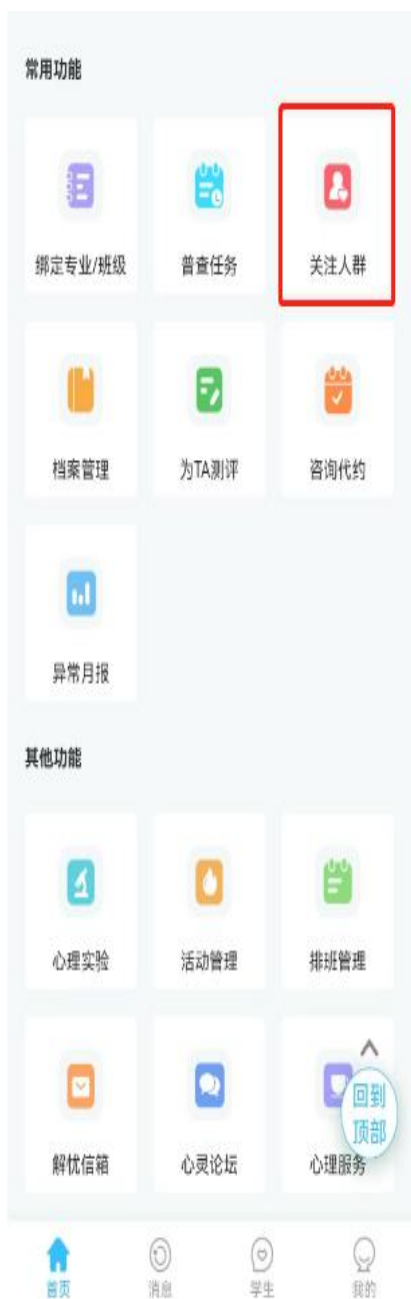 常用功能
绑定专业/班级 普查任务 关注人群
档案管理 为TA测评 咨询代约
异常月报
其他功能
心理实验 活动管理 排班管理
回到
顶部
解忧信箱 心灵论坛 心理服务
首页 消息 学生 我的